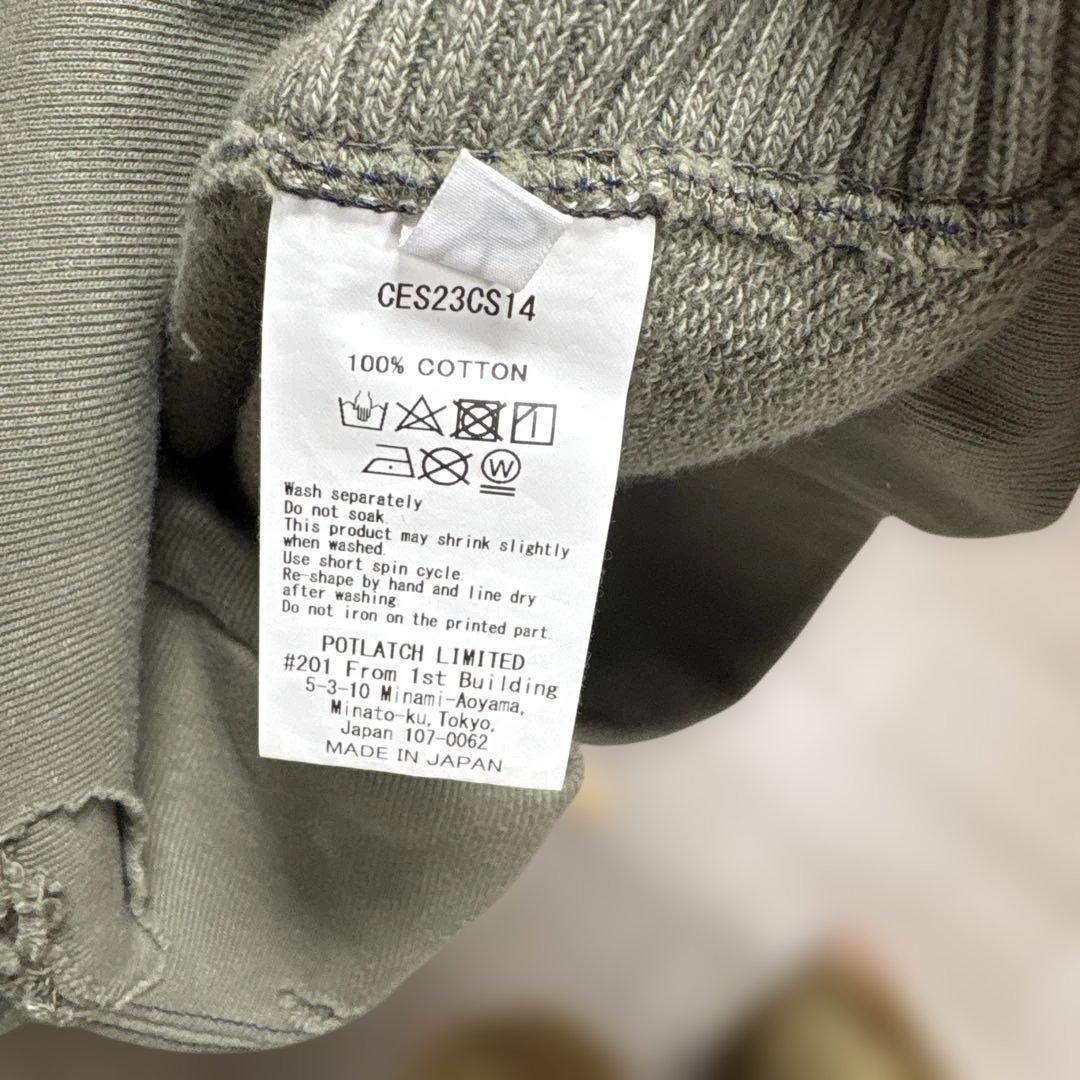 CES23CS14
100% COTTON
W
Wash separately
Do not soak.
This product may shrink slightly
when washed.
Use short spin cycle.
Re-shape by hand and line dry
after washing.
Do not iron on the printed part.
POTLATCH LIMITED
#201 From 1st Building
5-3-10 Minami-Aoyama,
Minato-ku, Tokyo,
Japan 107-0062
MADE IN JAPAN